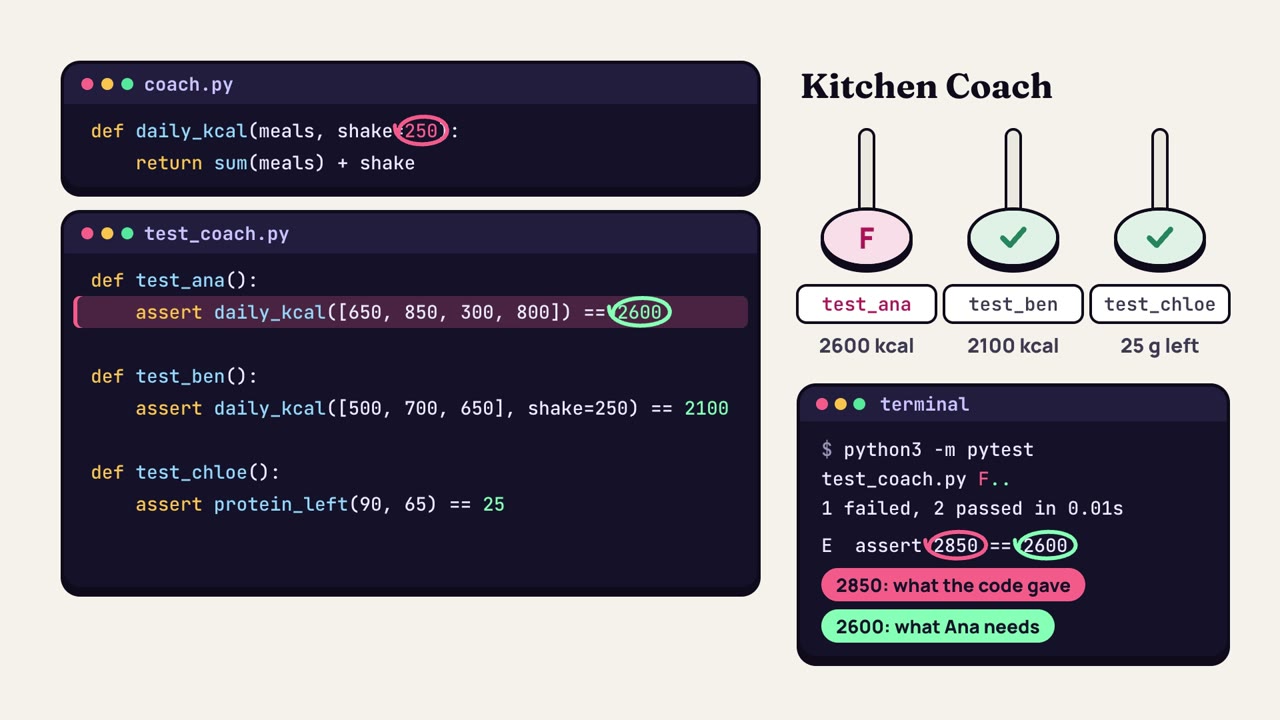 coach.py
def daily_kcal(meals, shake=250):
    return sum(meals) + shake
test_coach.py
def test_ana():
    assert daily_kcal([650, 850, 300, 800]) == 2600
def test_ben():
    assert daily_kcal([500, 700, 650], shake=250) == 2100
def test_chloe():
    assert protein_left(90, 65) == 25
Kitchen Coach
F
test_ana
test_ben
test_chloe
2600 kcal
2100 kcal
25 g left
terminal
$ python3 -m pytest
test_coach.py F..
1 failed, 2 passed in 0.01s
E  assert 2850 == 2600
2850: what the code gave
2600: what Ana needs